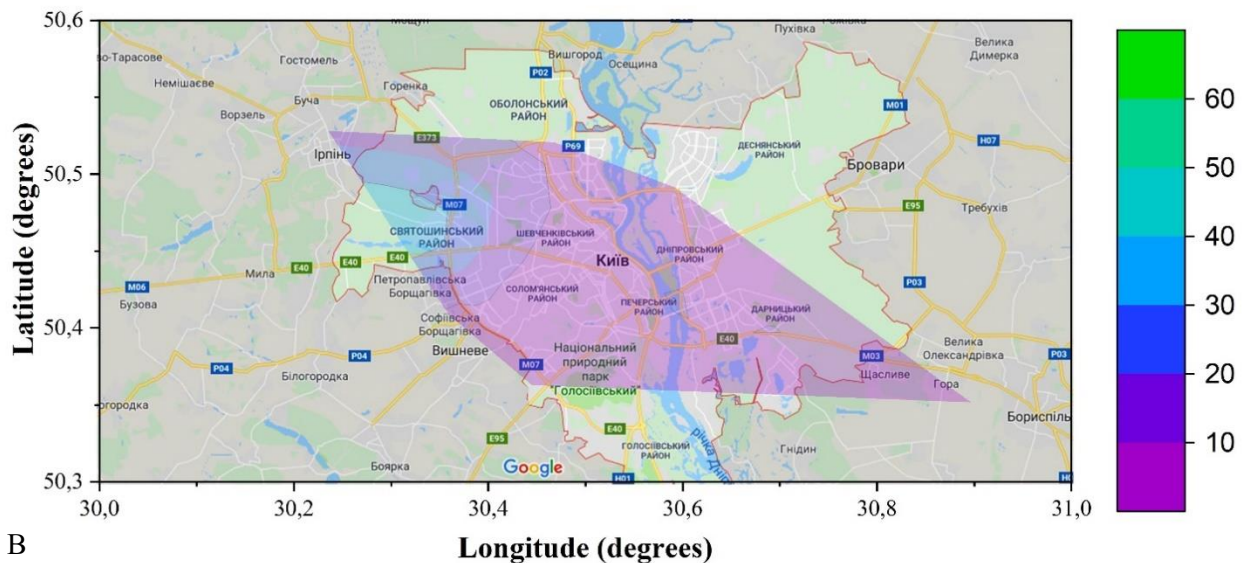 50,6
50,5
50,4
50,3
Latitude (degrees)
30,0
30,2
30,4
30,6
30,8
31,0
Longitude (degrees)
B
60
50
40
30
20
10
Пухівка
Велика
Димерка
во-Тарасове
Гостомель
P02
Вишгород
Осещина
Немішаєве
Буча
Горенка
ОБОЛОНСЬКИЙ
РАЙОН
M01
Ворзель
E373
P69
ДЕСНЯНСЬКИЙ
РАЙОН
H07
Ірпінь
Бровари
M07
E95
Требухів
СВЯТОШИНСЬКИЙ
РАЙОН
ШЕВЧЕНКІВСЬКИЙ
РАЙОН
ДНІПРОВСЬКИЙ
РАЙОН
Київ
E40
E40
E40
Мила
M06
Бузова
Петропавлівська
Борщагівка
СОЛОМ'ЯНСЬКИЙ
РАЙОН
ПЕЧЕРСЬКИЙ
РАЙОН
ДАРНИЦЬКИЙ
РАЙОН
P03
Софіївська
Борщагівка
Вишневе
E40
Національний
природний
парк
"Голосіївський"
M07
M03
Щасливе
Велика
Олександрівка
P03
P04
P04
Білогородка
Гора
городка
Бориспіль
E95
E40
ГОЛОСІЇВСЬКИЙ
РАЙОН
річка Дніп
Гнідин
Боярка
Google
H01